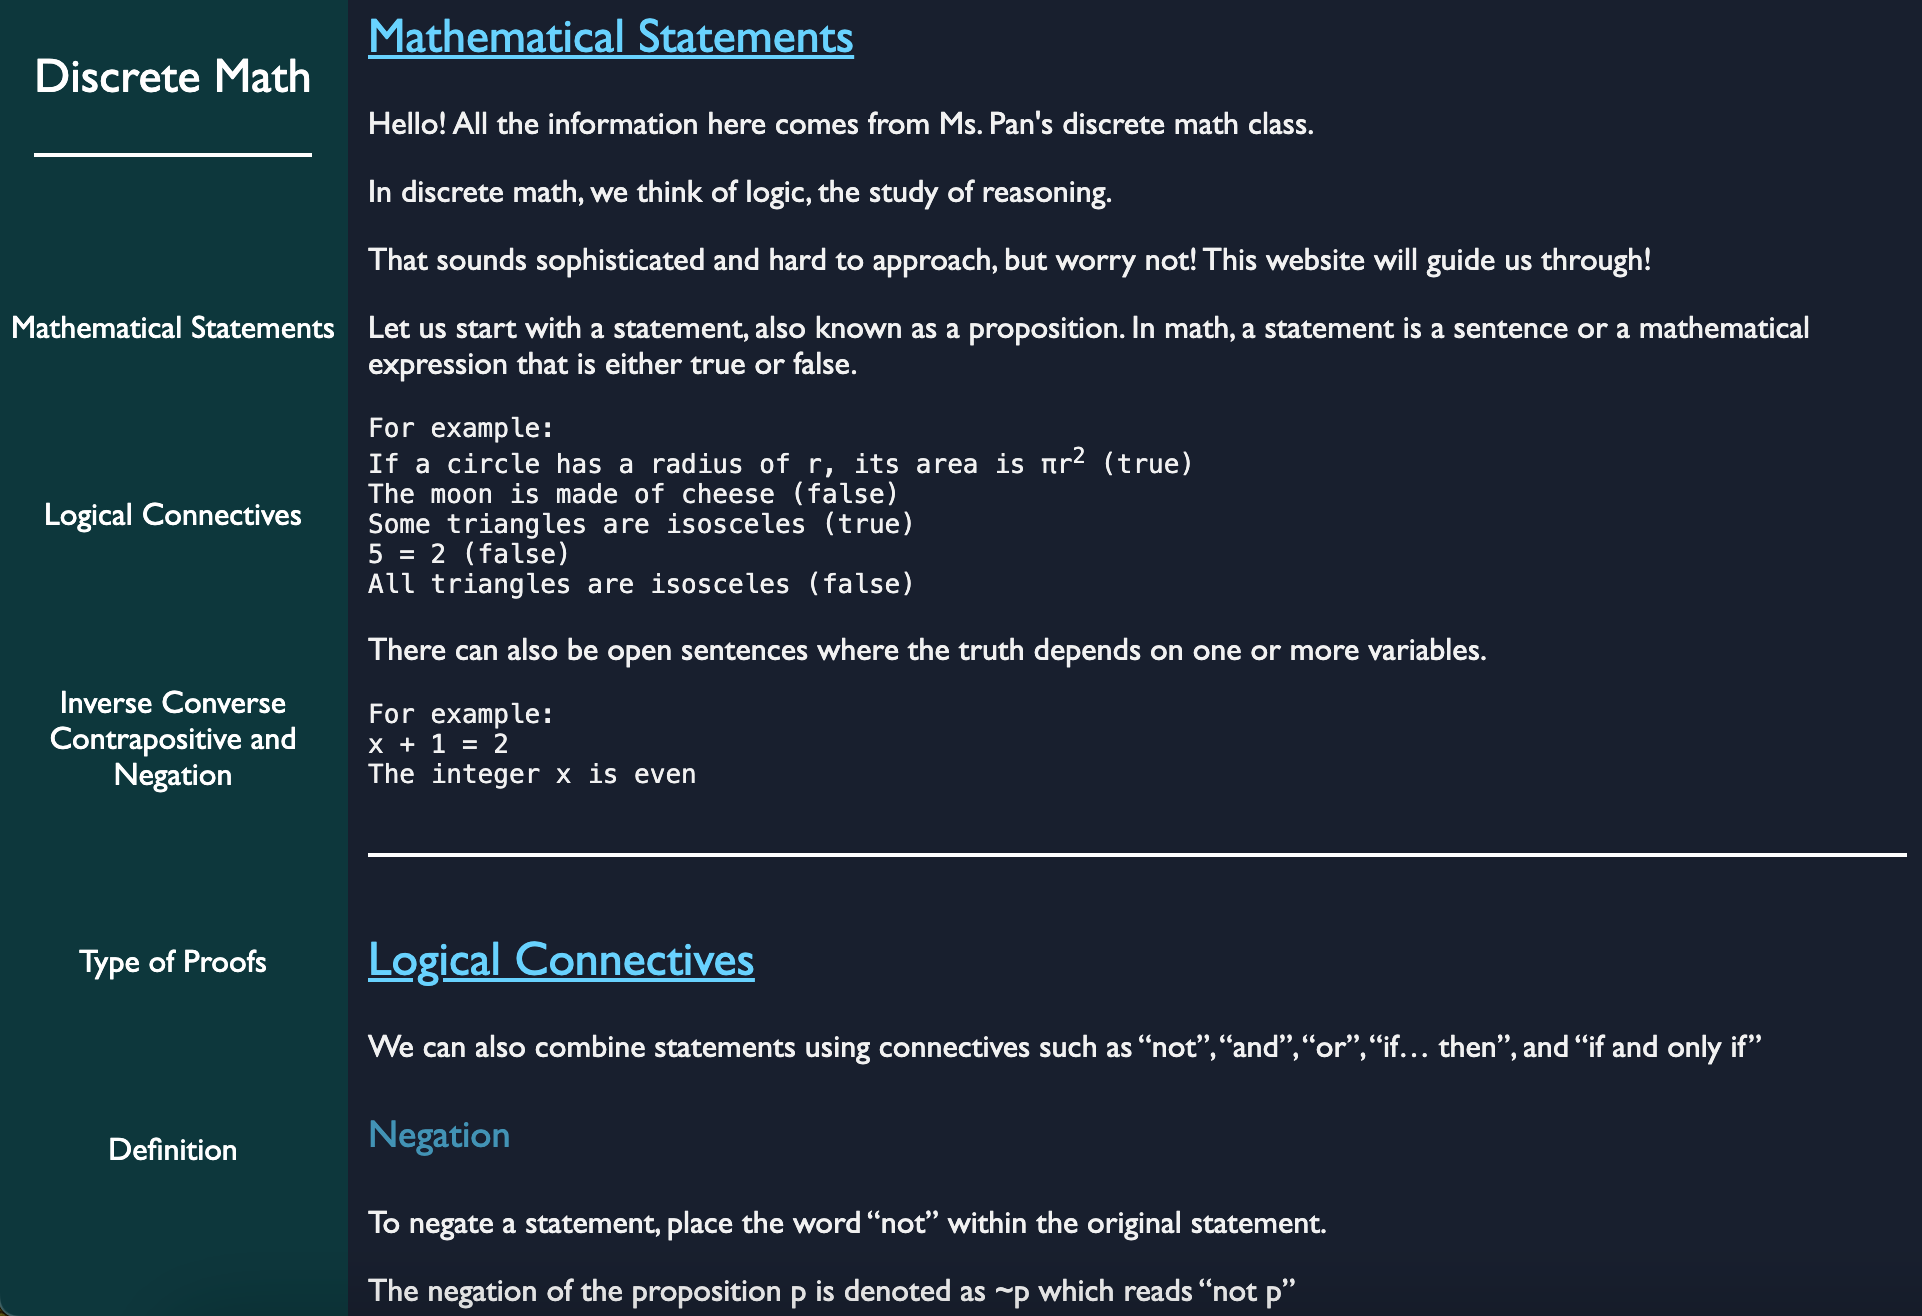 Discrete Math
Mathematical Statements
Logical Connectives
Inverse Converse
Contrapositive and
Negation
Type of Proofs
Definition
Mathematical Statements
Hello! All the information here comes from Ms. Pan's discrete math class.
In discrete math, we think of logic, the study of reasoning.
That sounds sophisticated and hard to approach, but worry not! This website will guide us through!
Let us start with a statement, also known as a proposition. In math, a statement is a sentence or a mathematical
expression that is either true or false.
For example:
If a circle has a radius of r, its area is πr² (true)
The moon is made of cheese (false)
Some triangles are isosceles (true)
5 = 2 (false)
All triangles are isosceles (false)
There can also be open sentences where the truth depends on one or more variables.
For example:
x + 1 = 2
The integer x is even
Logical Connectives
We can also combine statements using connectives such as “not”, “and”, “or”, “if… then”, and “if and only if”
Negation
To negate a statement, place the word “not” within the original statement.
The negation of the proposition p is denoted as ~p which reads “not p”